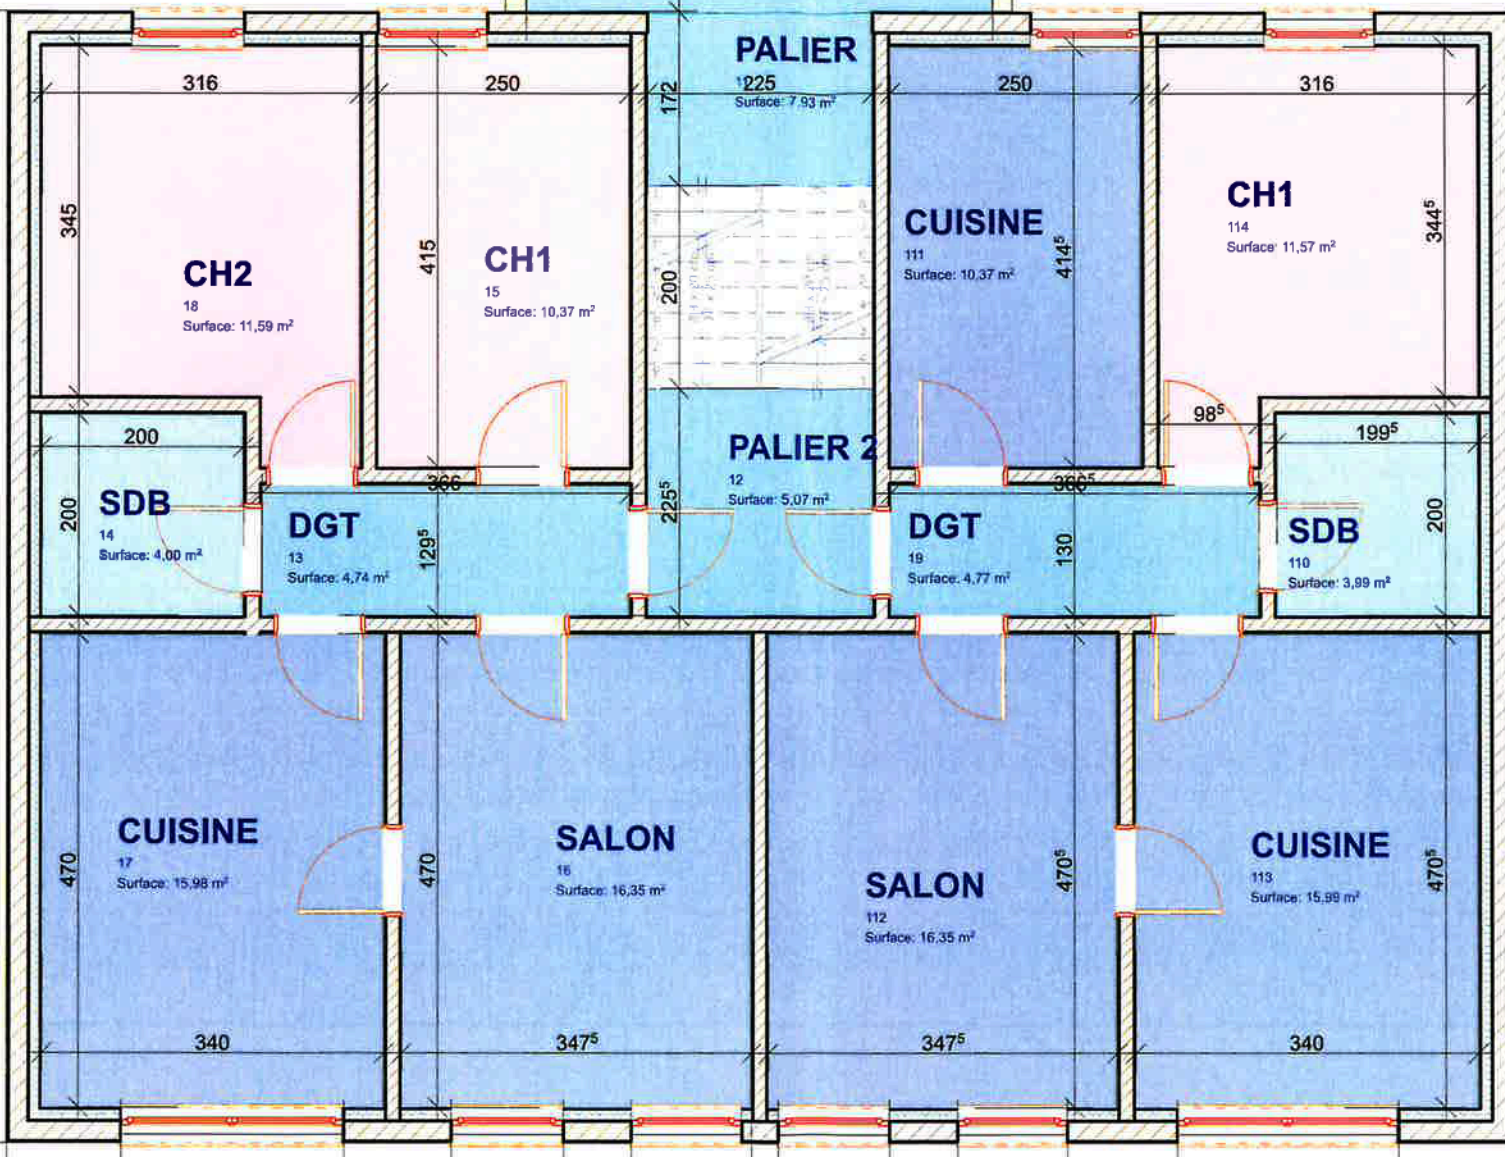 PALIER
225
Surface: 7,93 m²
316
250
172
250
316
345
CH2
18
Surface: 11,59 m²
415
CH1
15
Surface: 10,37 m²
200
CUISINE
111
Surface: 10,37 m²
414⁵
CH1
114
Surface: 11,57 m²
344⁵
200
SDB
14
Surface: 4,00 m²
200
366
DGT
13
Surface: 4,74 m²
129⁵
PALIER 2
12
Surface: 5,07 m²
225⁵
DGT
19
Surface: 4,77 m²
130
98⁵
199⁵
SDB
110
Surface: 3,99 m²
200
CUISINE
17
Surface: 15,98 m²
470
340
SALON
16
Surface: 16,35 m²
470
347⁵
SALON
112
Surface: 16,35 m²
470⁵
347⁵
CUISINE
113
Surface: 15,99 m²
470⁵
340